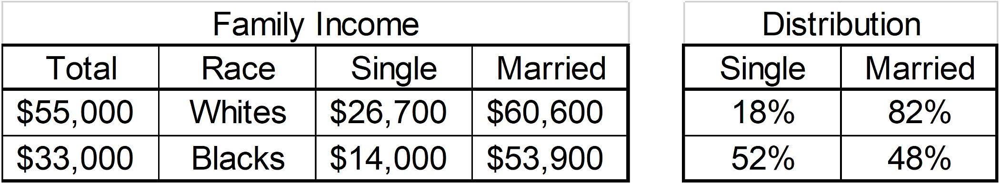 Family Income Distribution
Total Race Single Married Single Married
$55,000 Whites $26,700 $60,600 18% 82%
$33,000 Blacks $14,000 $53,900 52% 48%